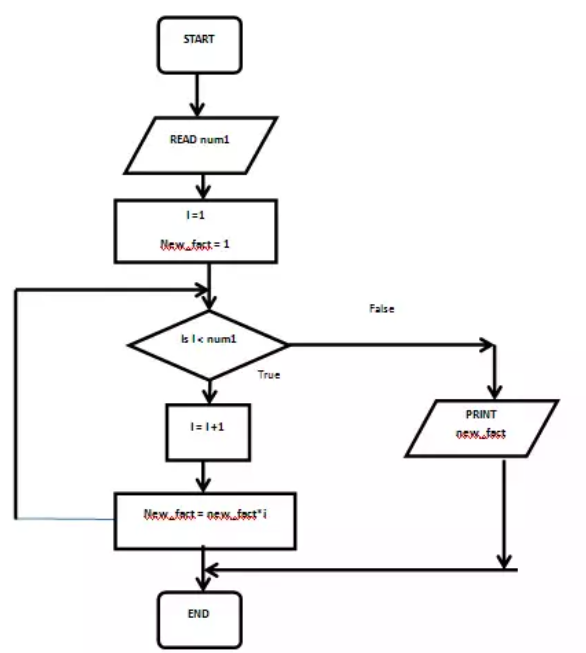 START
READ num1
I =1
New_fact = 1
False
Is I < num1
True
I = I +1
PRINT
new_fact
New_fact = new_fact*i
END